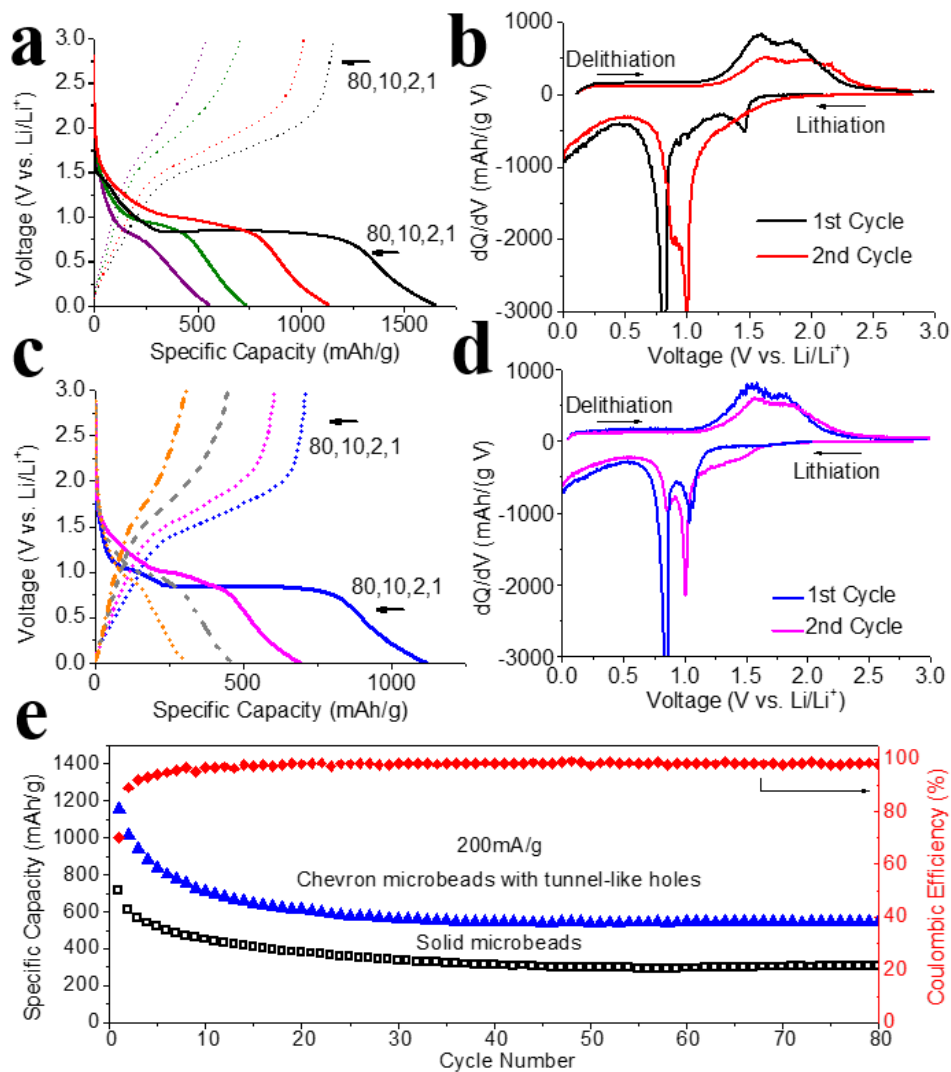 a
3.0
2.5
2.0
1.5
1.0
0.5
0.0
Voltage (V vs. Li/Li⁺)
80,10,2,1
80,10,2,1
0
500
1000
1500
Specific Capacity (mAh/g)
b
1000
0
-1000
-2000
-3000
dQ/dV (mAh/(g V)
Delithiation
Lithiation
1st Cycle
2nd Cycle
0.0
0.5
1.0
1.5
2.0
2.5
3.0
Voltage (V vs. Li/Li⁺)
c
3.0
2.5
2.0
1.5
1.0
0.5
0.0
Voltage (V vs. Li/Li⁺)
80,10,2,1
80,10,2,1
0
500
1000
Specific Capacity (mAh/g)
d
1000
0
-1000
-2000
-3000
dQ/dV (mAh/(g V)
Delithiation
Lithiation
1st Cycle
2nd Cycle
0.0
0.5
1.0
1.5
2.0
2.5
3.0
Voltage (V vs. Li/Li⁺)
e
1400
1200
1000
800
600
400
200
0
Specific Capacity (mAh/g)
200mA/g
Chevron microbeads with tunnel-like holes
Solid microbeads
100
80
60
40
20
0
Coulombic Efficiency (%)
0
10
20
30
40
50
60
70
80
Cycle Number